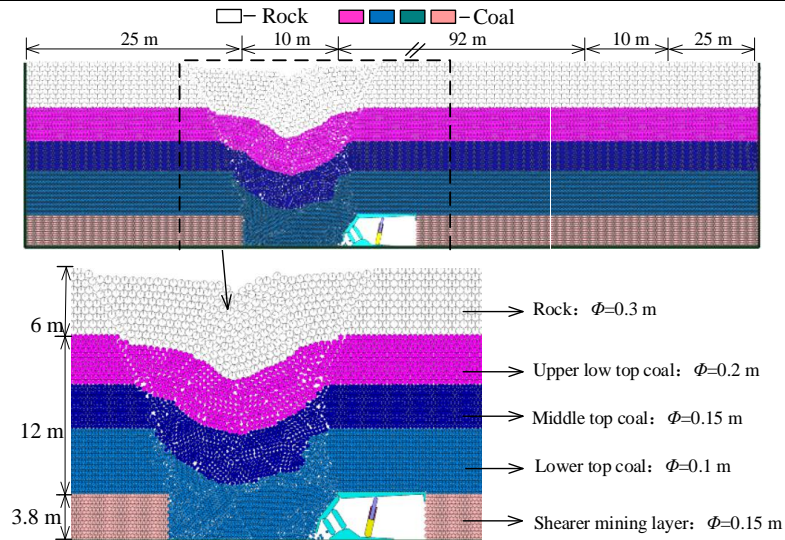 – Rock – Coal
25 m 10 m 92 m 10 m 25 m
6 m
12 m
3.8 m
Rock: Φ=0.3 m
Upper low top coal: Φ=0.2 m
Middle top coal: Φ=0.15 m
Lower top coal: Φ=0.1 m
Shearer mining layer: Φ=0.15 m